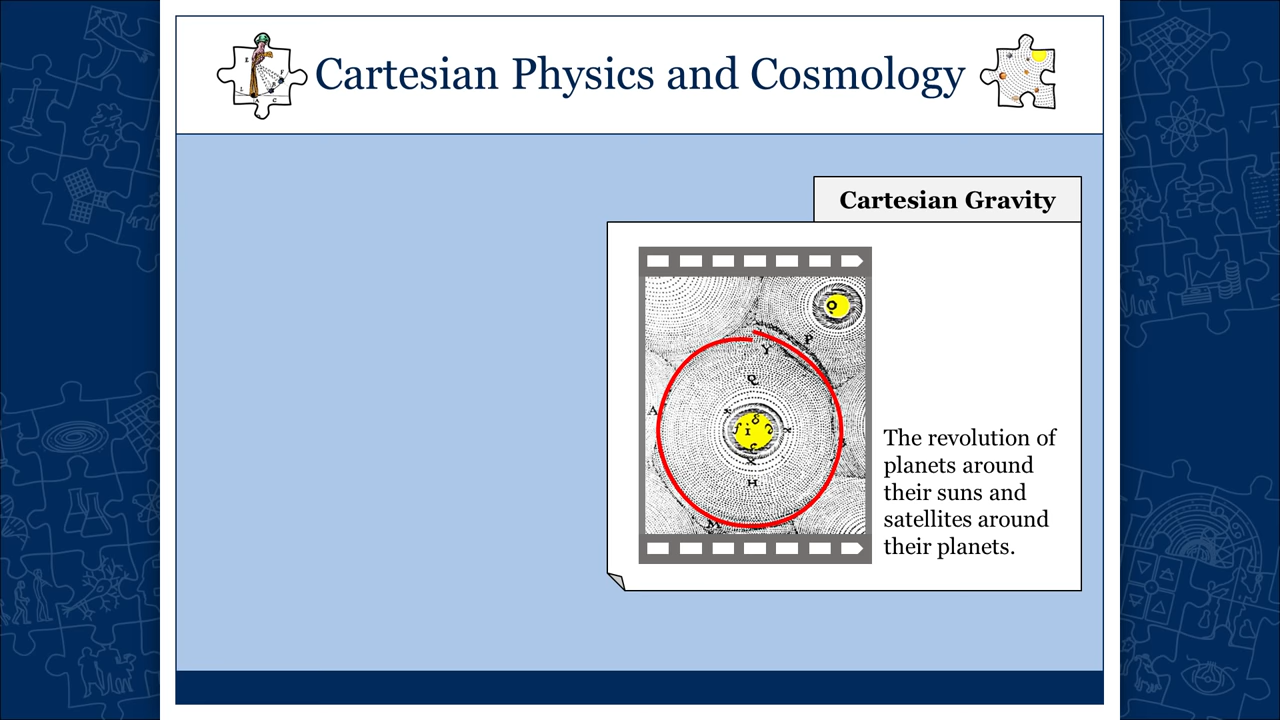 Cartesian Physics and Cosmology
Cartesian Gravity
The revolution of
planets around
their suns and
satellites around
their planets.